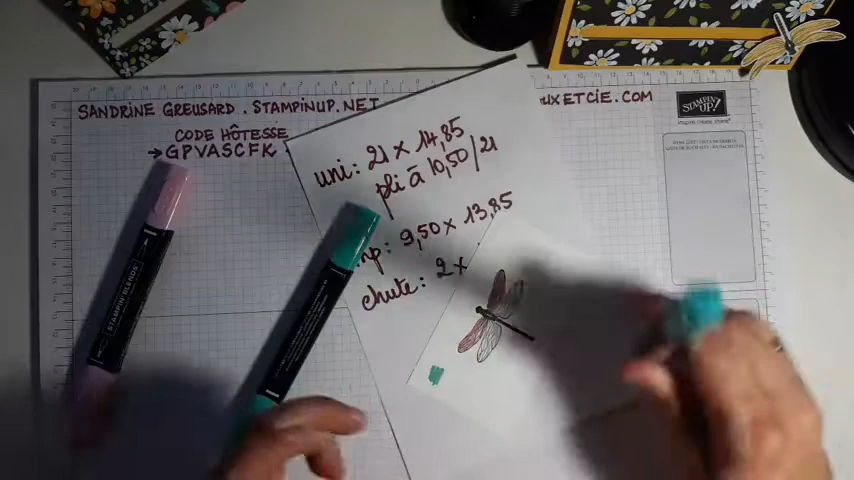 SANDRINE GREUSARD . STAMPINUP. NET
UXETCIE.COM
CODE HÔTESSE
→ GPVASCFK
STAMPIN' UP!
uni: 21 x 14,85
pli à 10,50/21
np: 9,50 x 13,85
chute: 2x
STAMPIN' BLENDS